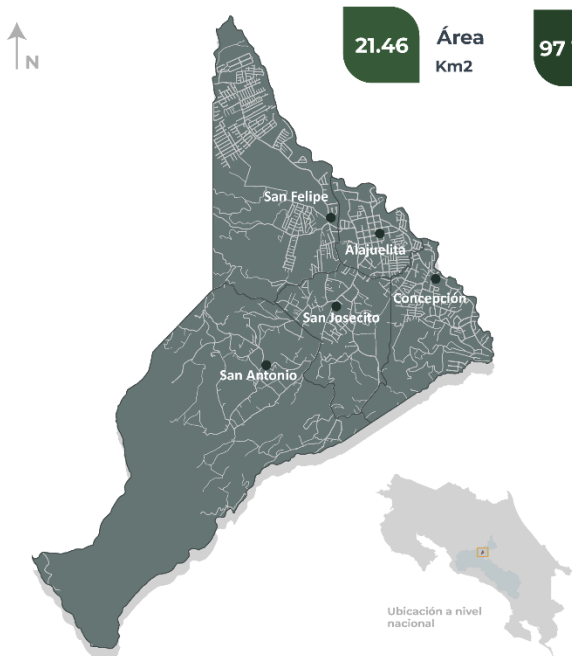 N
21.46
Área
Km2
97
San Felipe
Alajuelita
Concepción
San Josecito
San Antonio
Ubicación a nivel
nacional